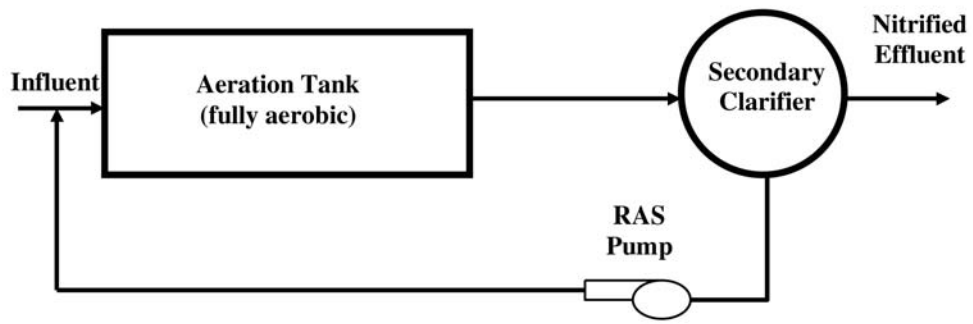 Influent
Aeration Tank
(fully aerobic)
Secondary
Clarifier
Nitrified
Effluent
RAS
Pump